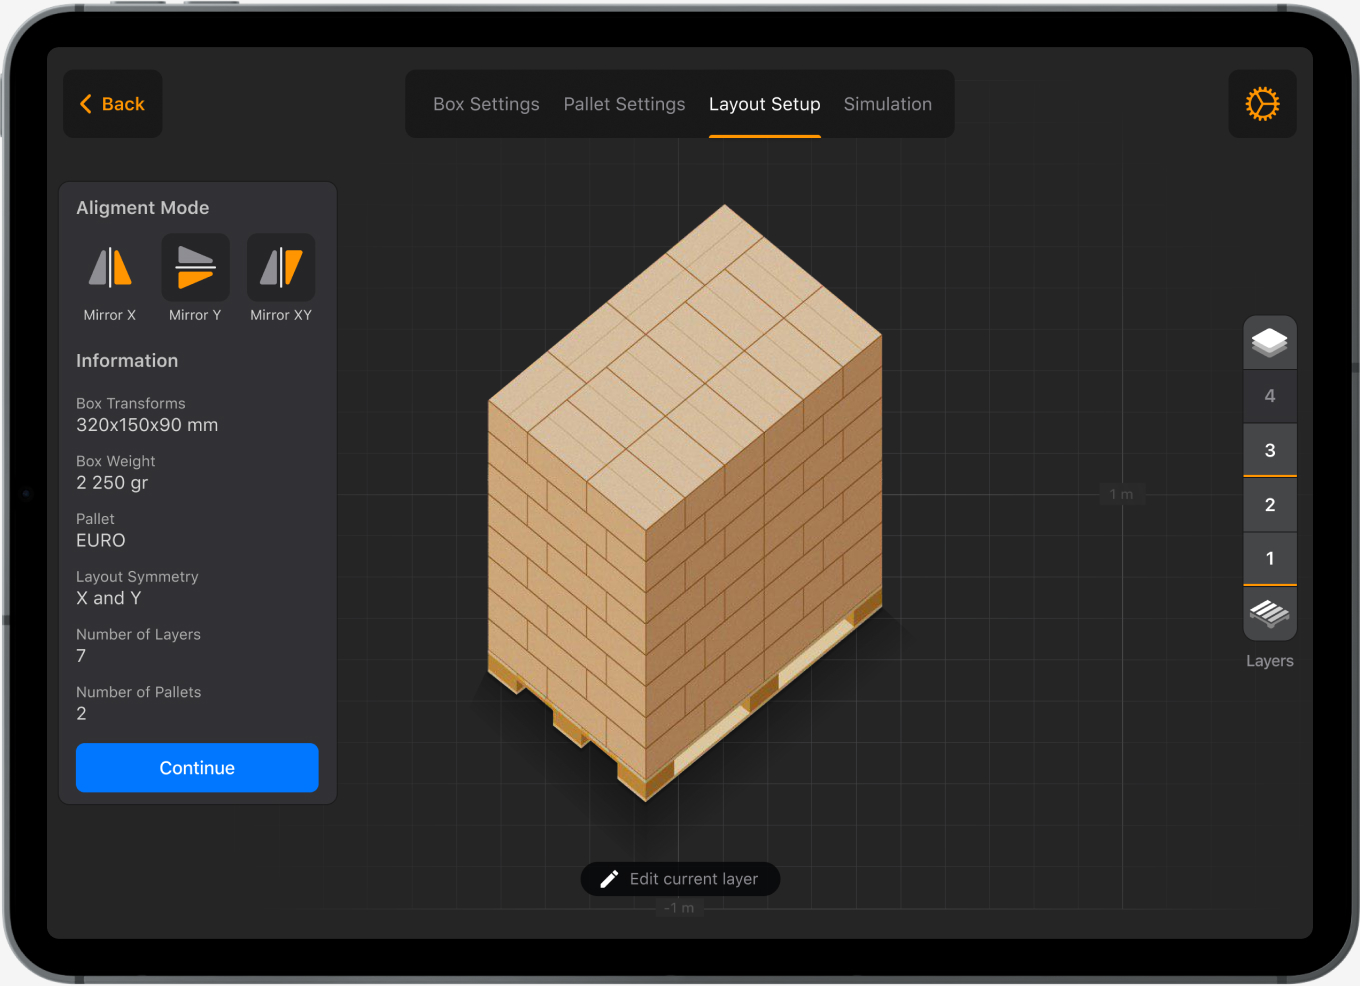 Back
Box Settings Pallet Settings Layout Setup Simulation
Aligment Mode
Mirror X Mirror Y Mirror XY
Information
Box Transforms
320x150x90 mm
Box Weight
2 250 gr
Pallet
EURO
Layout Symmetry
X and Y
Number of Layers
7
Number of Pallets
2
Continue
1 m
4
3
2
1
Layers
Edit current layer
-1 m